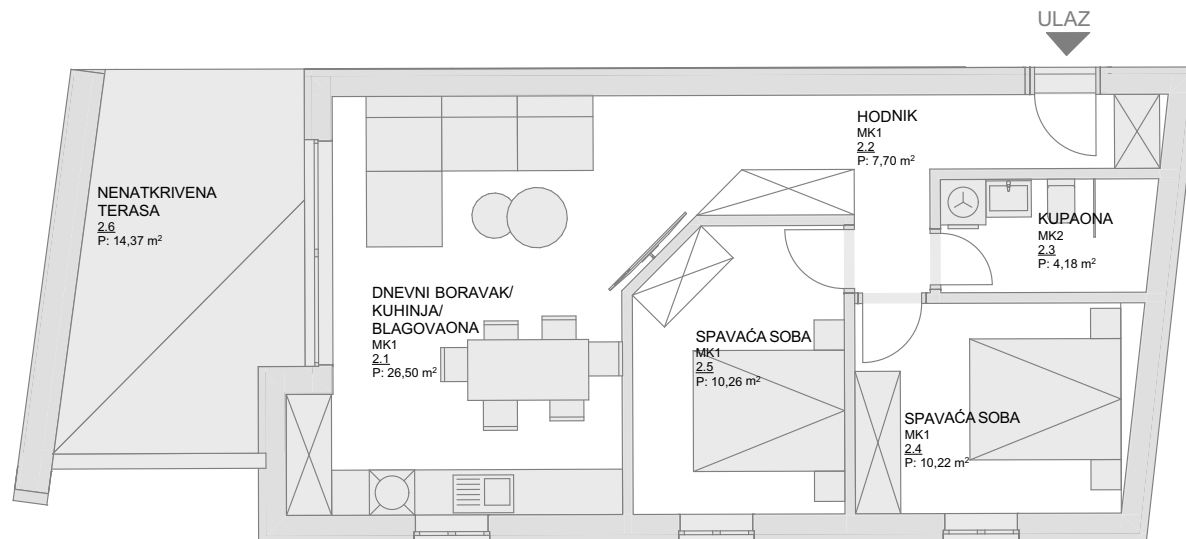 ULAZ
HODNIK
MK1
2.2
P: 7,70 m²
NENATKRIVENA
TERASA
2.6
P: 14,37 m²
KUPAONA
MK2
2.3
P: 4,18 m²
DNEVNI BORAVAK/
KUHINJA/
BLAGOVAONA
MK1
2.1
P: 26,50 m²
SPAVAĆA SOBA
MK1
2.5
P: 10,26 m²
SPAVAĆA SOBA
MK1
2.4
P: 10,22 m²